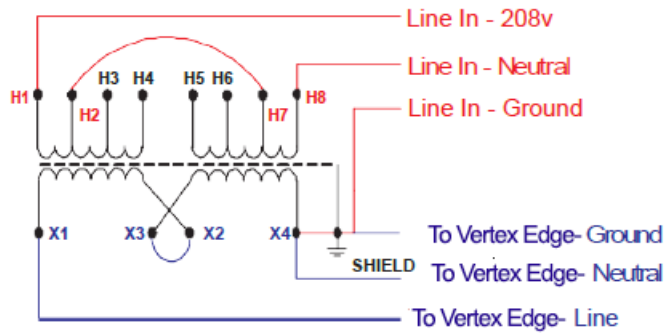 Line In - 208v
H3 H4 H5 H6
Line In - Neutral
H1 H2 H7 H8
Line In - Ground
X1 X3 X2 X4
To Vertex Edge- Ground
SHIELD
To Vertex Edge- Neutral
To Vertex Edge- Line